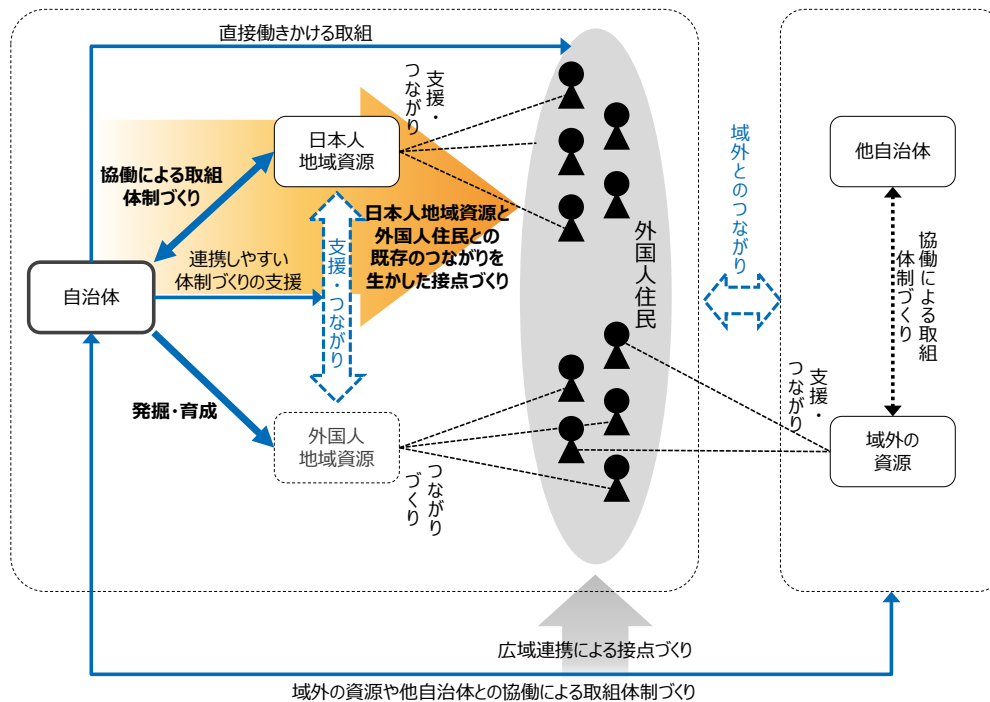 直接働きかける取組
支援・
つながり
日本人
地域資源
協働による取組
体制づくり
日本人地域資源と
外国人住民との
既存のつながりを
生かした接点づくり
連携しやすい
体制づくりの支援
自治体
支援・つながり
発掘・育成
外国人
地域資源
つながり
づくり
外国人住民
域外とのつながり
他自治体
協働による取組
体制づくり
支援・
つながり
域外の
資源
広域連携による接点づくり
域外の資源や他自治体との協働による取組体制づくり